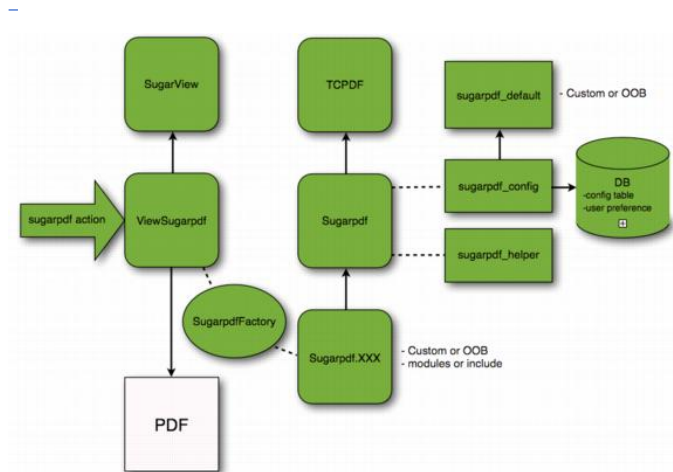 SugarView
TCPDF
sugarpdf_default
- Custom or OOB
sugarpdf action
ViewSugarpdf
Sugarpdf
sugarpdf_config
DB
-config table
-user preference
sugarpdf_helper
SugarpdfFactory
Sugarpdf.XXX
- Custom or OOB
- modules or include
PDF